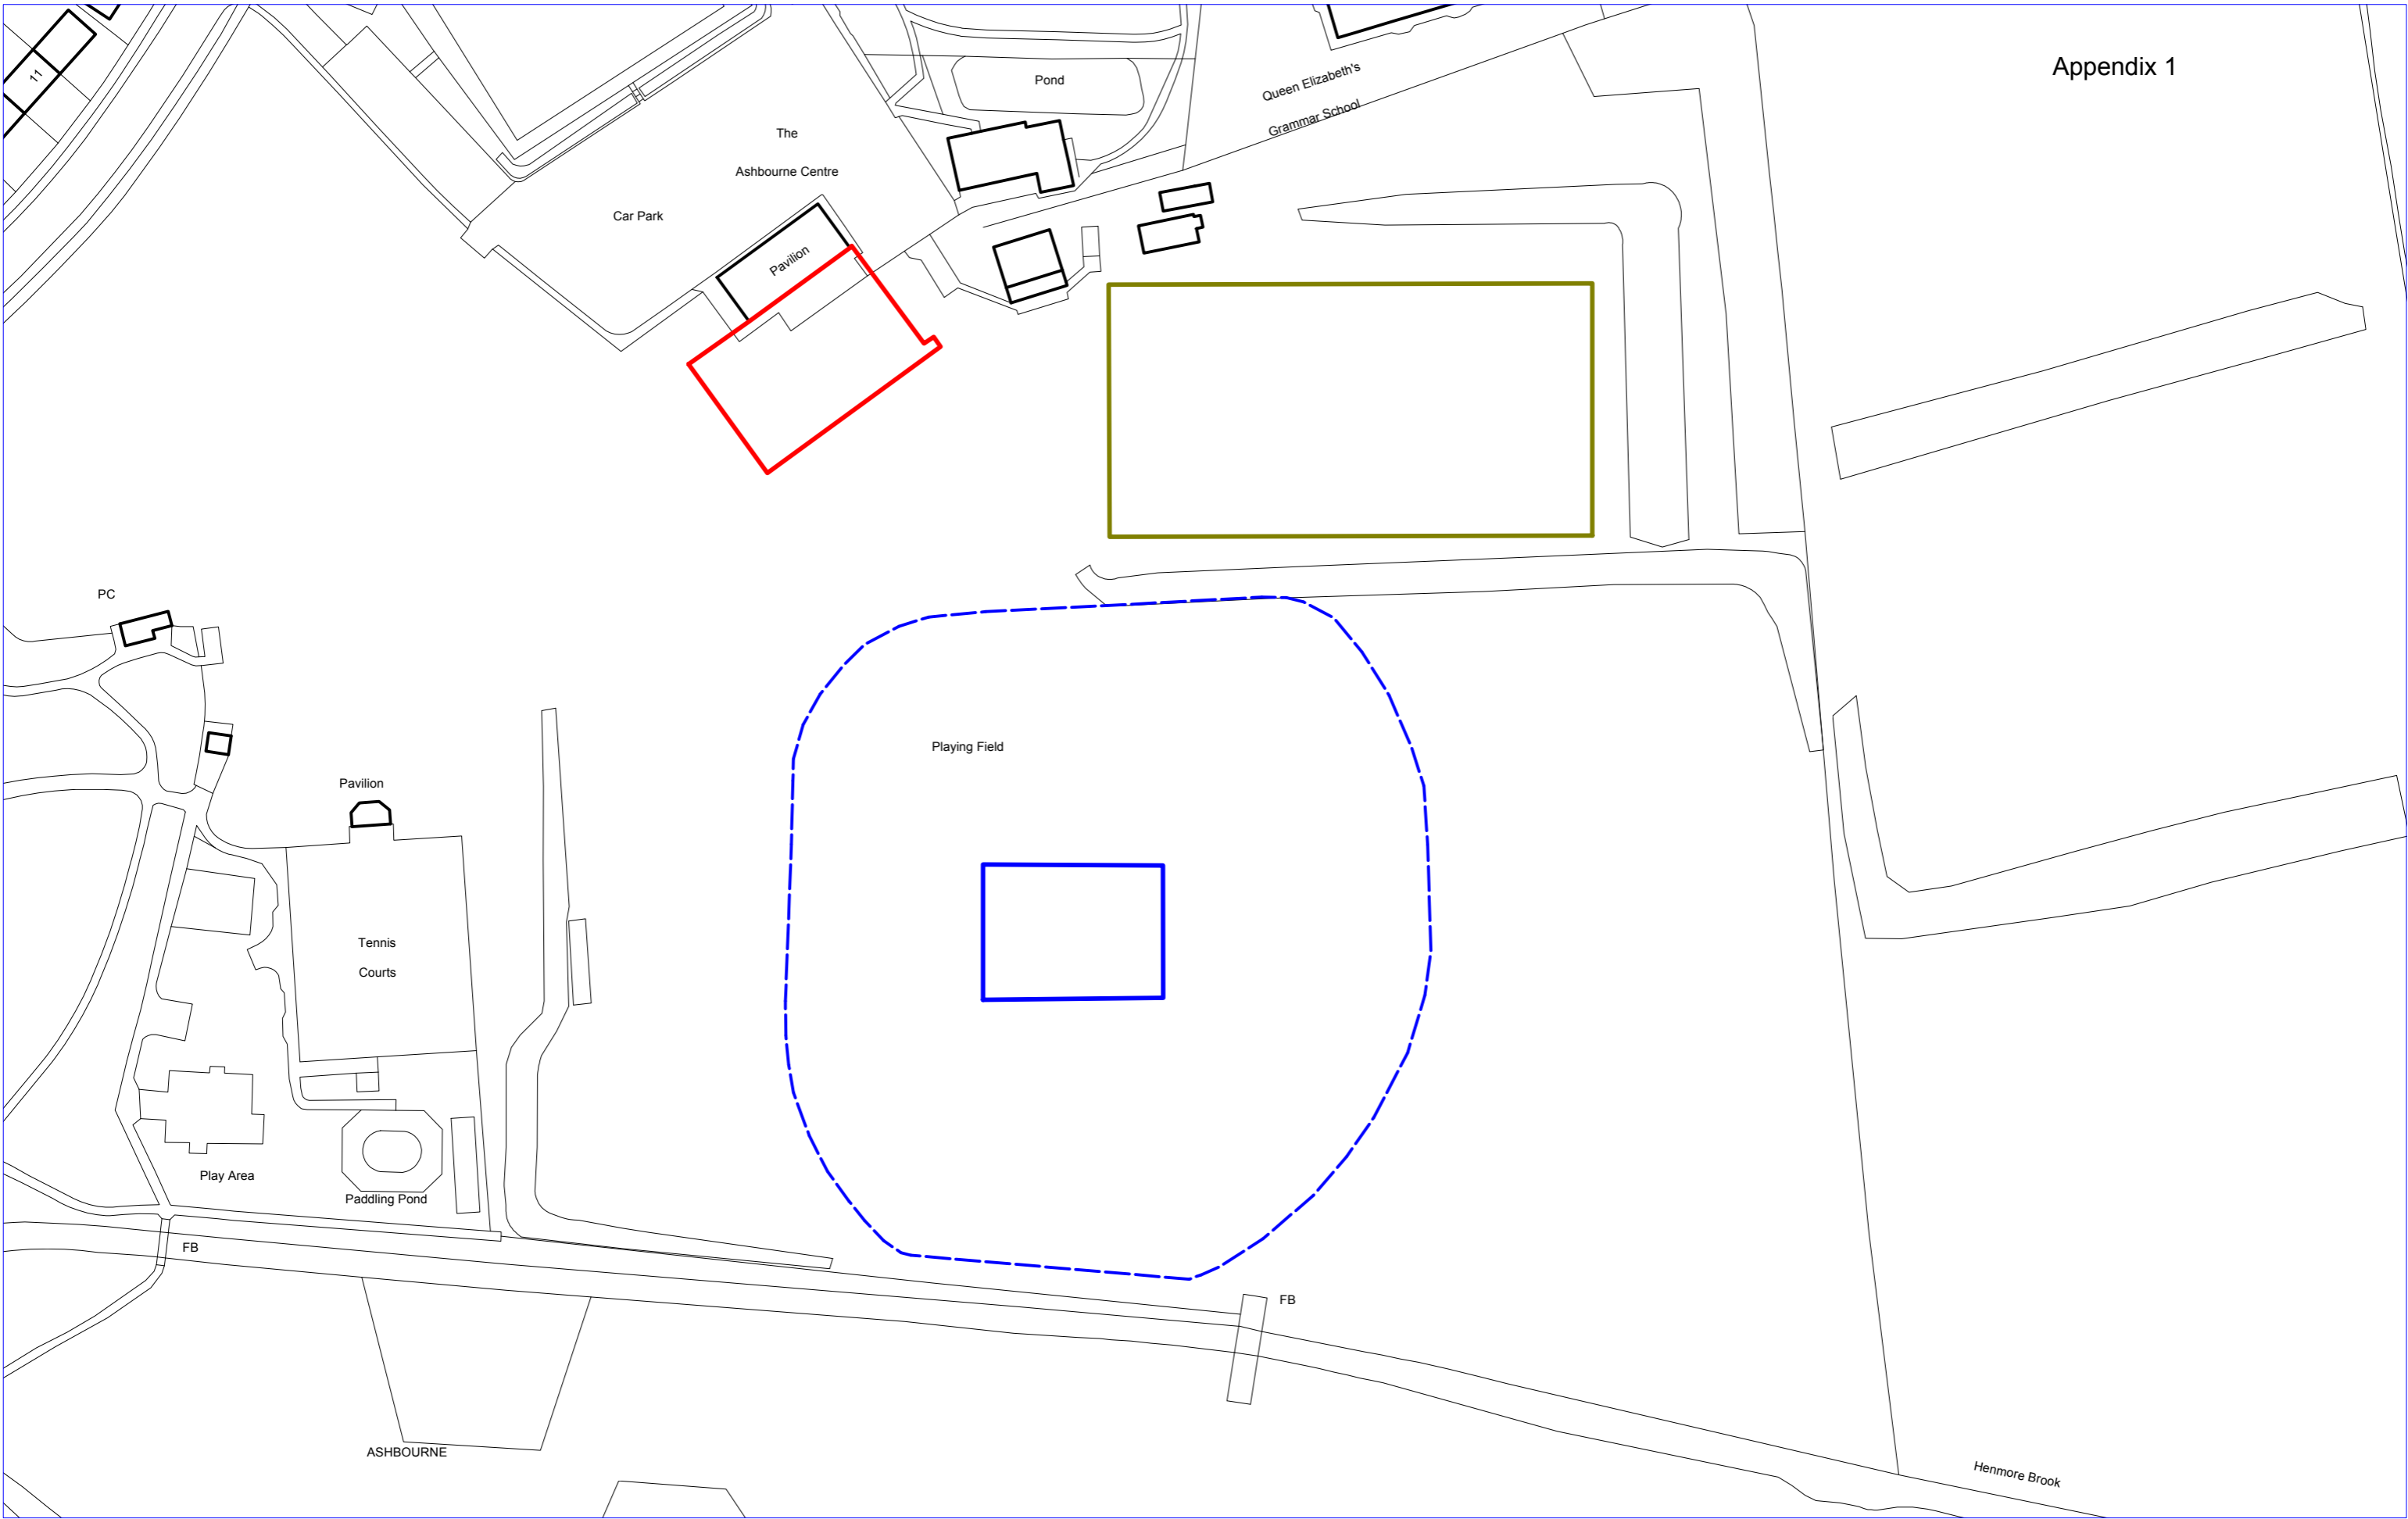 Appendix 1
11
Pond
Queen Elizabeth's
Grammar School
The
Ashbourne Centre
Car Park
Pavilion
PC
Playing Field
Pavilion
Tennis
Courts
Play Area
Paddling Pond
FB
FB
ASHBOURNE
Henmore Brook